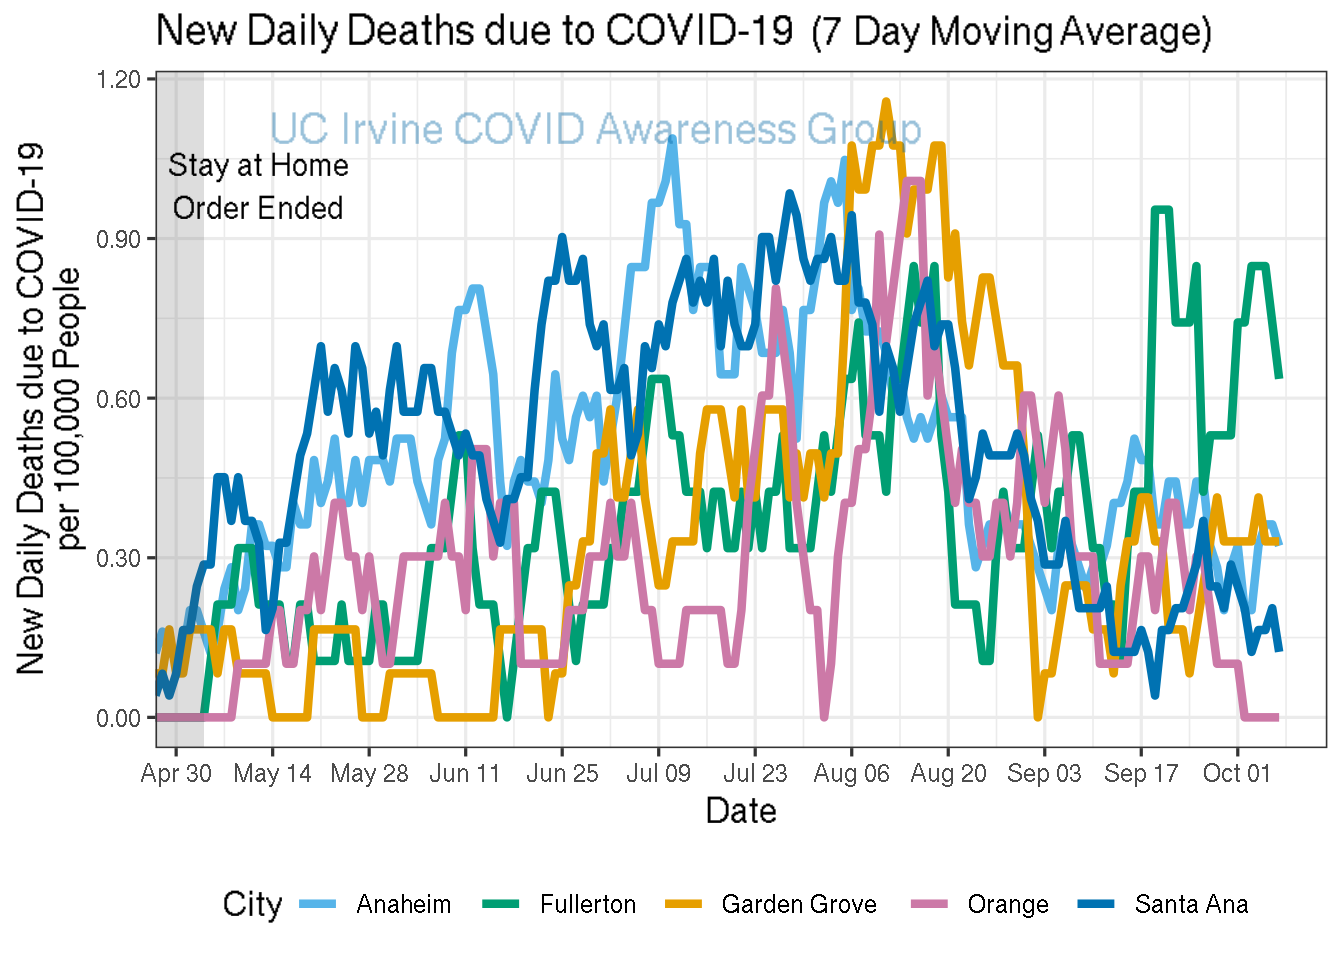 New Daily Deaths due to COVID-19 (7 Day Moving Average)
New Daily Deaths due to COVID-19
per 100,000 People
1.20
0.90
0.60
0.30
0.00
UC Irvine COVID Awareness Group
Stay at Home
Order Ended
Apr 30 May 14 May 28 Jun 11 Jun 25 Jul 09 Jul 23 Aug 06 Aug 20 Sep 03 Sep 17 Oct 01
Date
City Anaheim Fullerton Garden Grove Orange Santa Ana